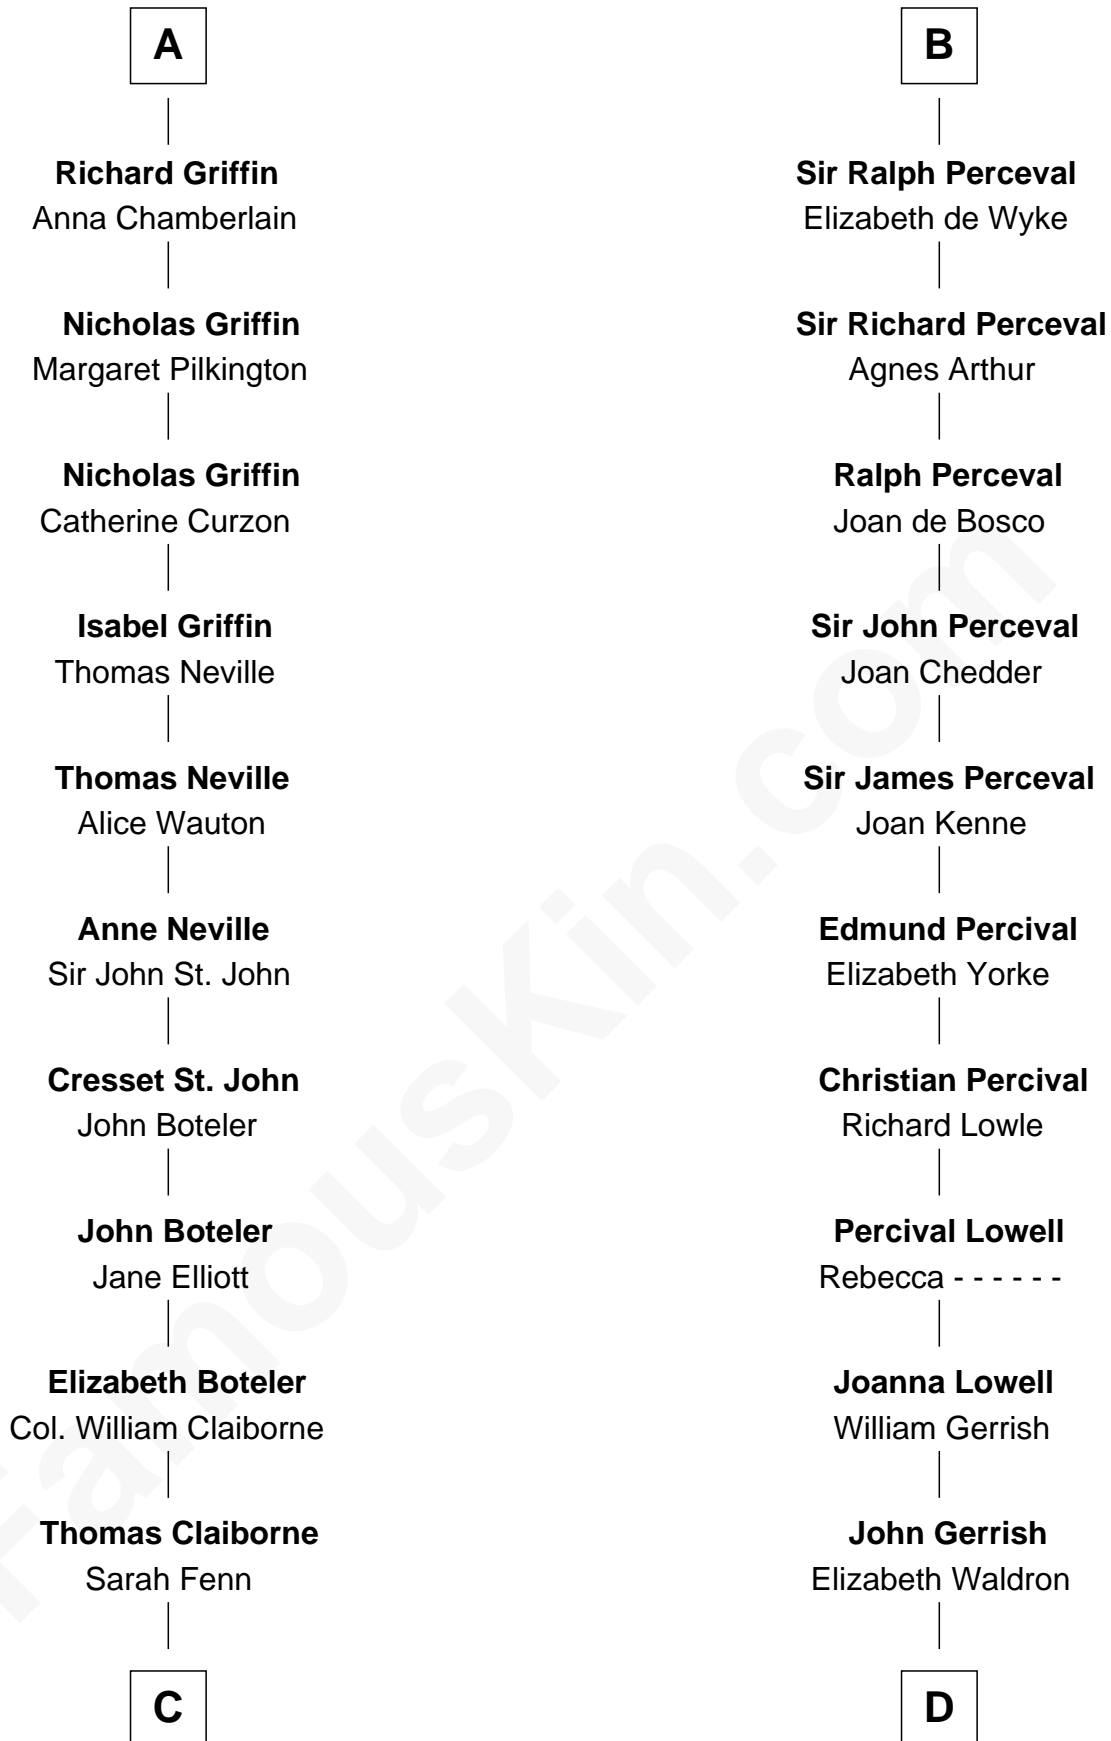 A
Richard Griffin
Anna Chamberlain
Nicholas Griffin
Margaret Pilkington
Nicholas Griffin
Catherine Curzon
Isabel Griffin
Thomas Neville
Thomas Neville
Alice Wauton
Anne Neville
Sir John St. John
Cresset St. John
John Boteler
John Boteler
Jane Elliott
Elizabeth Boteler
Col. William Claiborne
Thomas Claiborne
Sarah Fenn
C
B
Sir Ralph Perceval
Elizabeth de Wyke
Sir Richard Perceval
Agnes Arthur
Ralph Perceval
Joan de Bosco
Sir John Perceval
Joan Chedder
Sir James Perceval
Joan Kenne
Edmund Percival
Elizabeth Yorke
Christian Percival
Richard Lowle
Percival Lowell
Rebecca - - - - - -
Joanna Lowell
William Gerrish
John Gerrish
Elizabeth Waldron
D
FamousKin.com